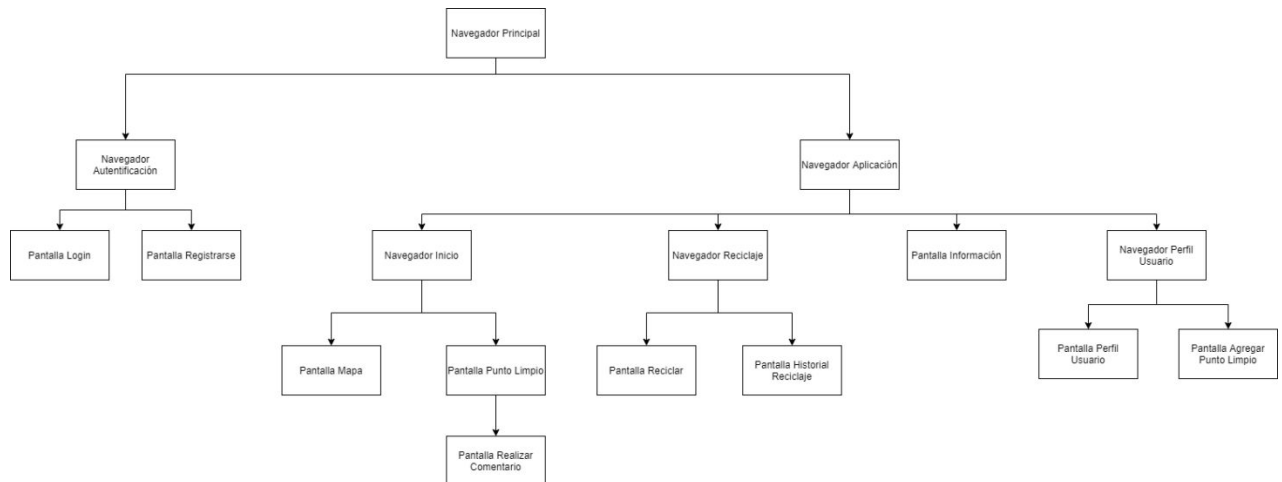 Navegador Principal
Navegador
Autentificación
Navegador Aplicación
Pantalla Login
Pantalla Registrarse
Navegador Inicio
Navegador Reciclaje
Pantalla Información
Navegador Perfil
Usuario
Pantalla Mapa
Pantalla Punto Limpio
Pantalla Reciclar
Pantalla Historial
Reciclaje
Pantalla Perfil
Usuario
Pantalla Agregar
Punto Limpio
Pantalla Realizar
Comentario